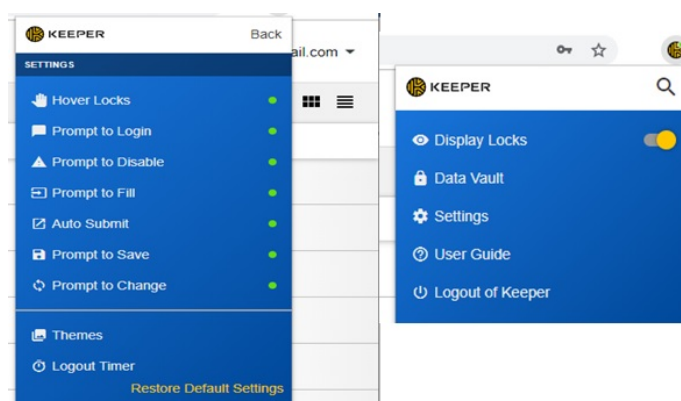 KEEPER
Back
ail.com
SETTINGS
Hover Locks
Prompt to Login
Prompt to Disable
Prompt to Fill
Auto Submit
Prompt to Save
Prompt to Change
Themes
Logout Timer
Restore Default Settings
KEEPER
Display Locks
Data Vault
Settings
User Guide
Logout of Keeper